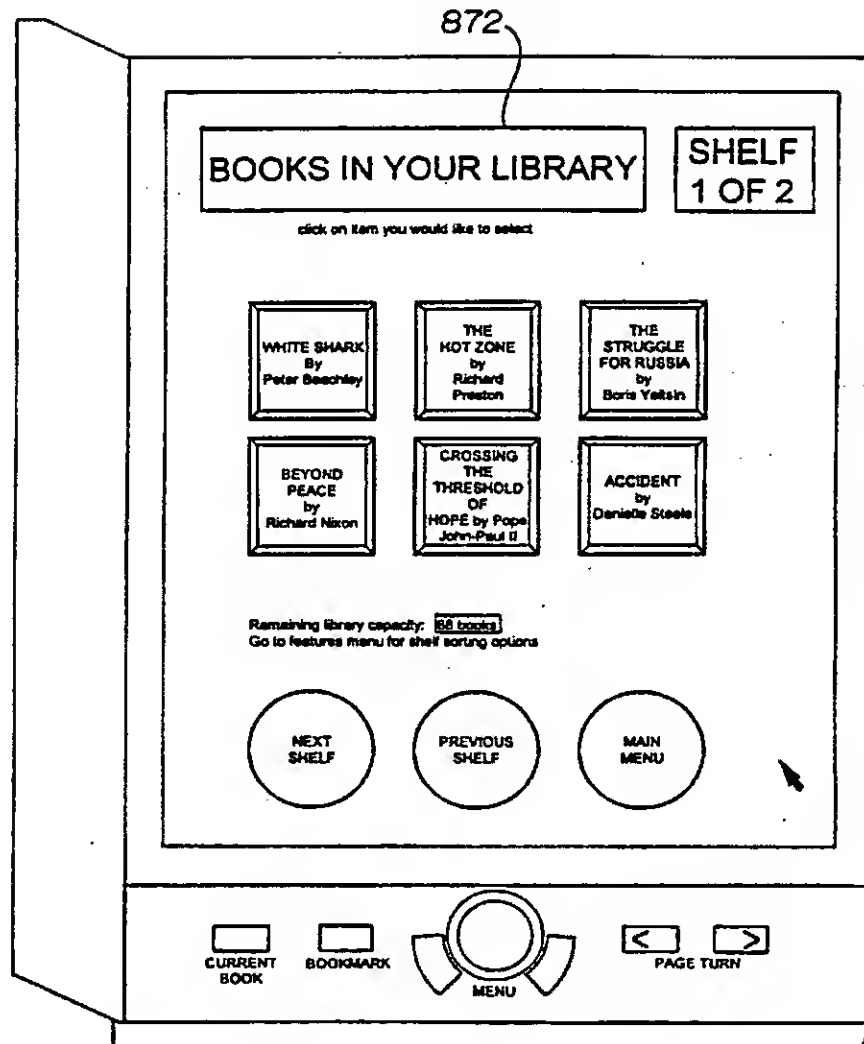 872
BOOKS IN YOUR LIBRARY
SHELF
1 OF 2
click on item you would like to select
WHITE SHARK
By
Peter Beechley
THE
HOT ZONE
by
Richard
Preston
THE
STRUGGLE
FOR RUSSIA
by
Boris Yeltsin
BEYOND
PEACE
by
Richard Nixon
CROSSING
THE
THRESHOLD
OF
HOPE by Pope
John-Paul II
ACCIDENT
by
Danielle Steele
Remaining library capacity: 88 books
Go to features menu for shelf sorting options
NEXT
SHELF
PREVIOUS
SHELF
MAIN
MENU
CURRENT
BOOK
BOOKMARK
MENU
< >
PAGE TURN